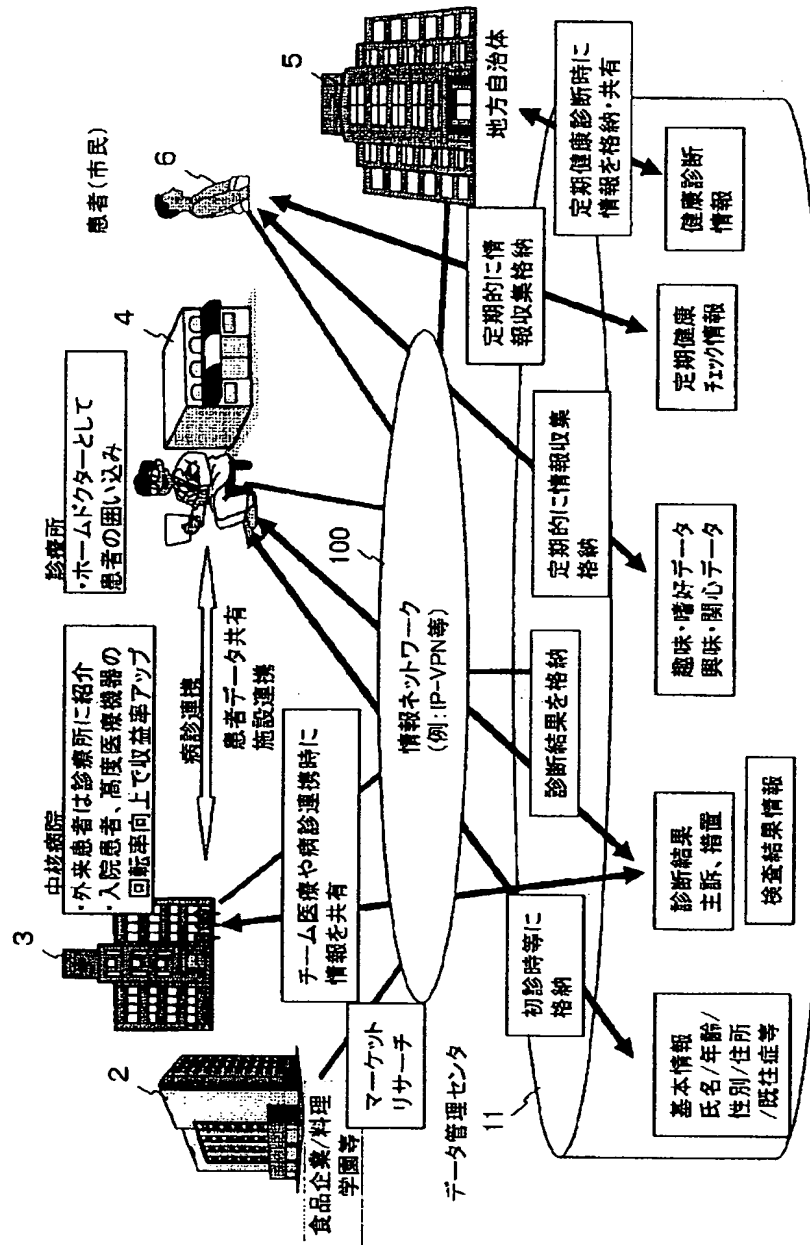 食品企業/料理
学園等
2
3
中核病院
・外来患者は診療所に紹介
・入院患者、高度医療機器の
回転率向上で収益率アップ
診療所
・ホームドクターとして
患者の囲い込み
4
患者(市民)
6
5
地方自治体
病診連携
患者データ共有
施設連携
チーム医療や病診連携時に
情報を共有
マーケット
リサーチ
100
情報ネットワーク
(例:IP-VPN等)
定期的に情
報収集格納
定期健康診断時に
情報を格納・共有
データ管理センタ
11
初診時等に
格納
診断結果を格納
定期的に情報収集
格納
基本情報
氏名/年齢/
性別/住所
/既往症等
診断結果
主訴、措置
検査結果情報
趣味・嗜好データ
興味・関心データ
定期健康
チェック情報
健康診断
情報